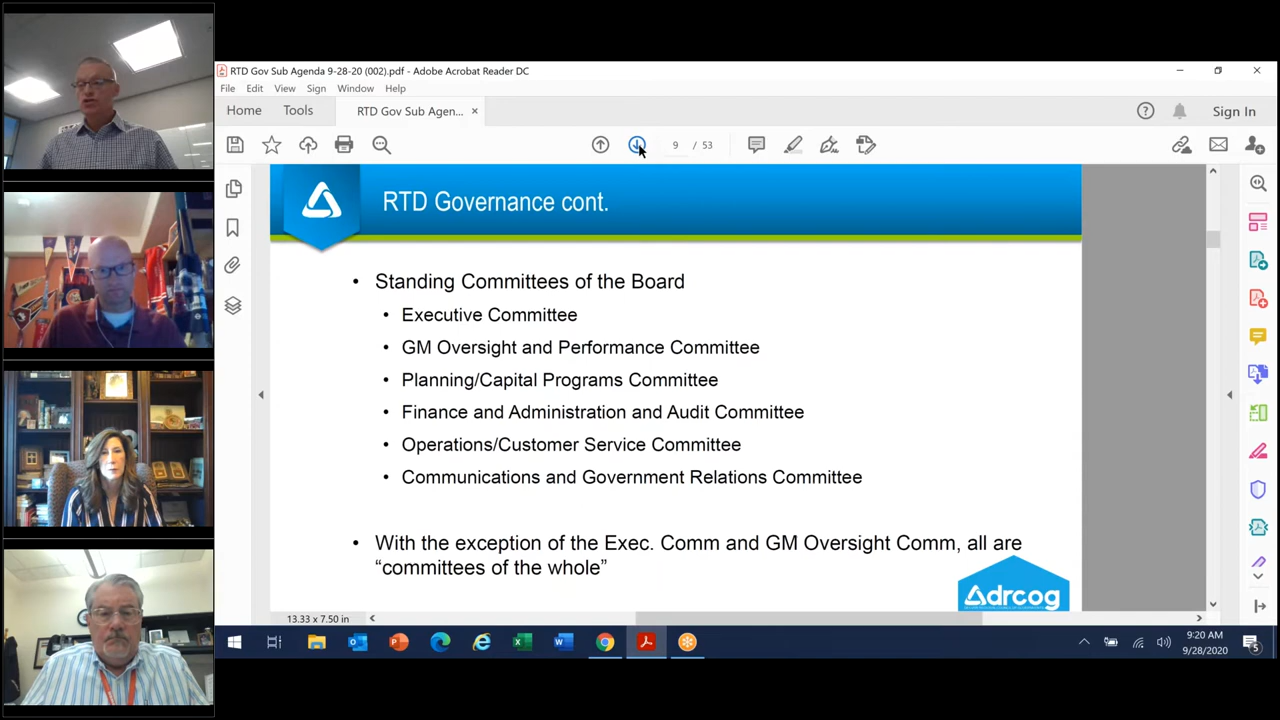 RTD Gov Sub Agenda 9-28-20 (002).pdf - Adobe Acrobat Reader DC
File Edit View Sign Window Help
Home Tools RTD Gov Sub Agen... × Sign In
9 / 53
RTD Governance cont.
• Standing Committees of the Board
• Executive Committee
• GM Oversight and Performance Committee
• Planning/Capital Programs Committee
• Finance and Administration and Audit Committee
• Operations/Customer Service Committee
• Communications and Government Relations Committee
• With the exception of the Exec. Comm and GM Oversight Comm, all are
“committees of the whole”
drcog
13.33 x 7.50 in
9:20 AM
9/28/2020
5